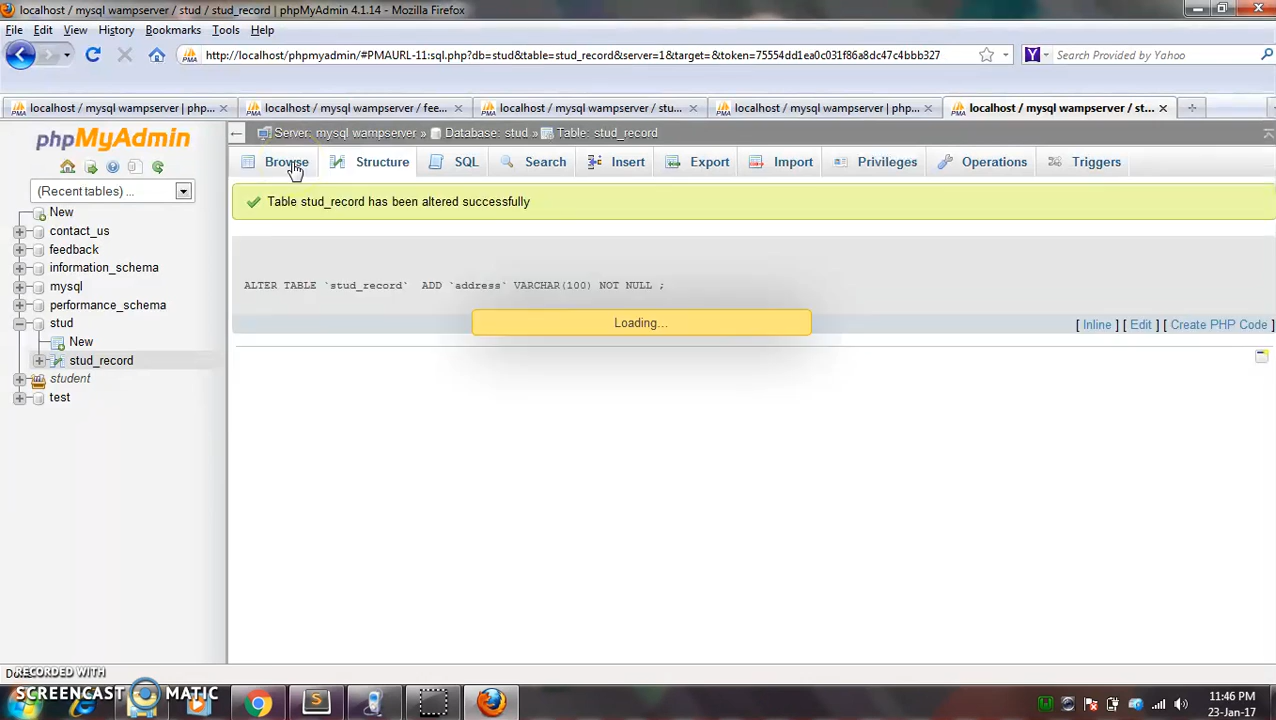 localhost / mysql wampserver / stud / stud_record | phpMyAdmin 4.1.14 - Mozilla Firefox
File Edit View History Bookmarks Tools Help
http://localhost/phpmyadmin/#PMAURL-11:sql.php?db=stud&table=stud_record&server=1&target=&token=75554dd1ea0c031f86a8dc47c4bbb327
Search Provided by Yahoo
localhost / mysql wampserver | php...
localhost / mysql wampserver / fee...
localhost / mysql wampserver / stu...
localhost / mysql wampserver | php...
localhost / mysql wampserver / st...
phpMyAdmin
Server: mysql wampserver » Database: stud » Table: stud_record
Browse Structure SQL Search Insert Export Import Privileges Operations Triggers
(Recent tables) ...
New
contact_us
feedback
information_schema
mysql
performance_schema
stud
New
stud_record
student
test
Table stud_record has been altered successfully
ALTER TABLE `stud_record` ADD `address` VARCHAR(100) NOT NULL ;
Loading...
[ Inline ] [ Edit ] [ Create PHP Code ]
RECORDED WITH
SCREENCAST MATIC
11:46 PM
23-Jan-17